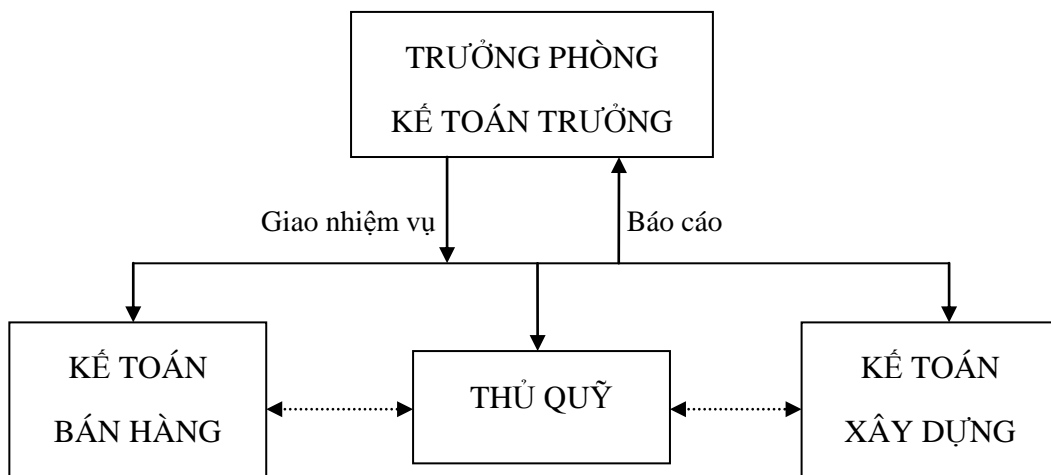 TRƯỞNG PHÒNG
KẾ TOÁN TRƯỞNG
Giao nhiệm vụ
Báo cáo
KẾ TOÁN
BÁN HÀNG
THỦ QUỸ
KẾ TOÁN
XÂY DỰNG